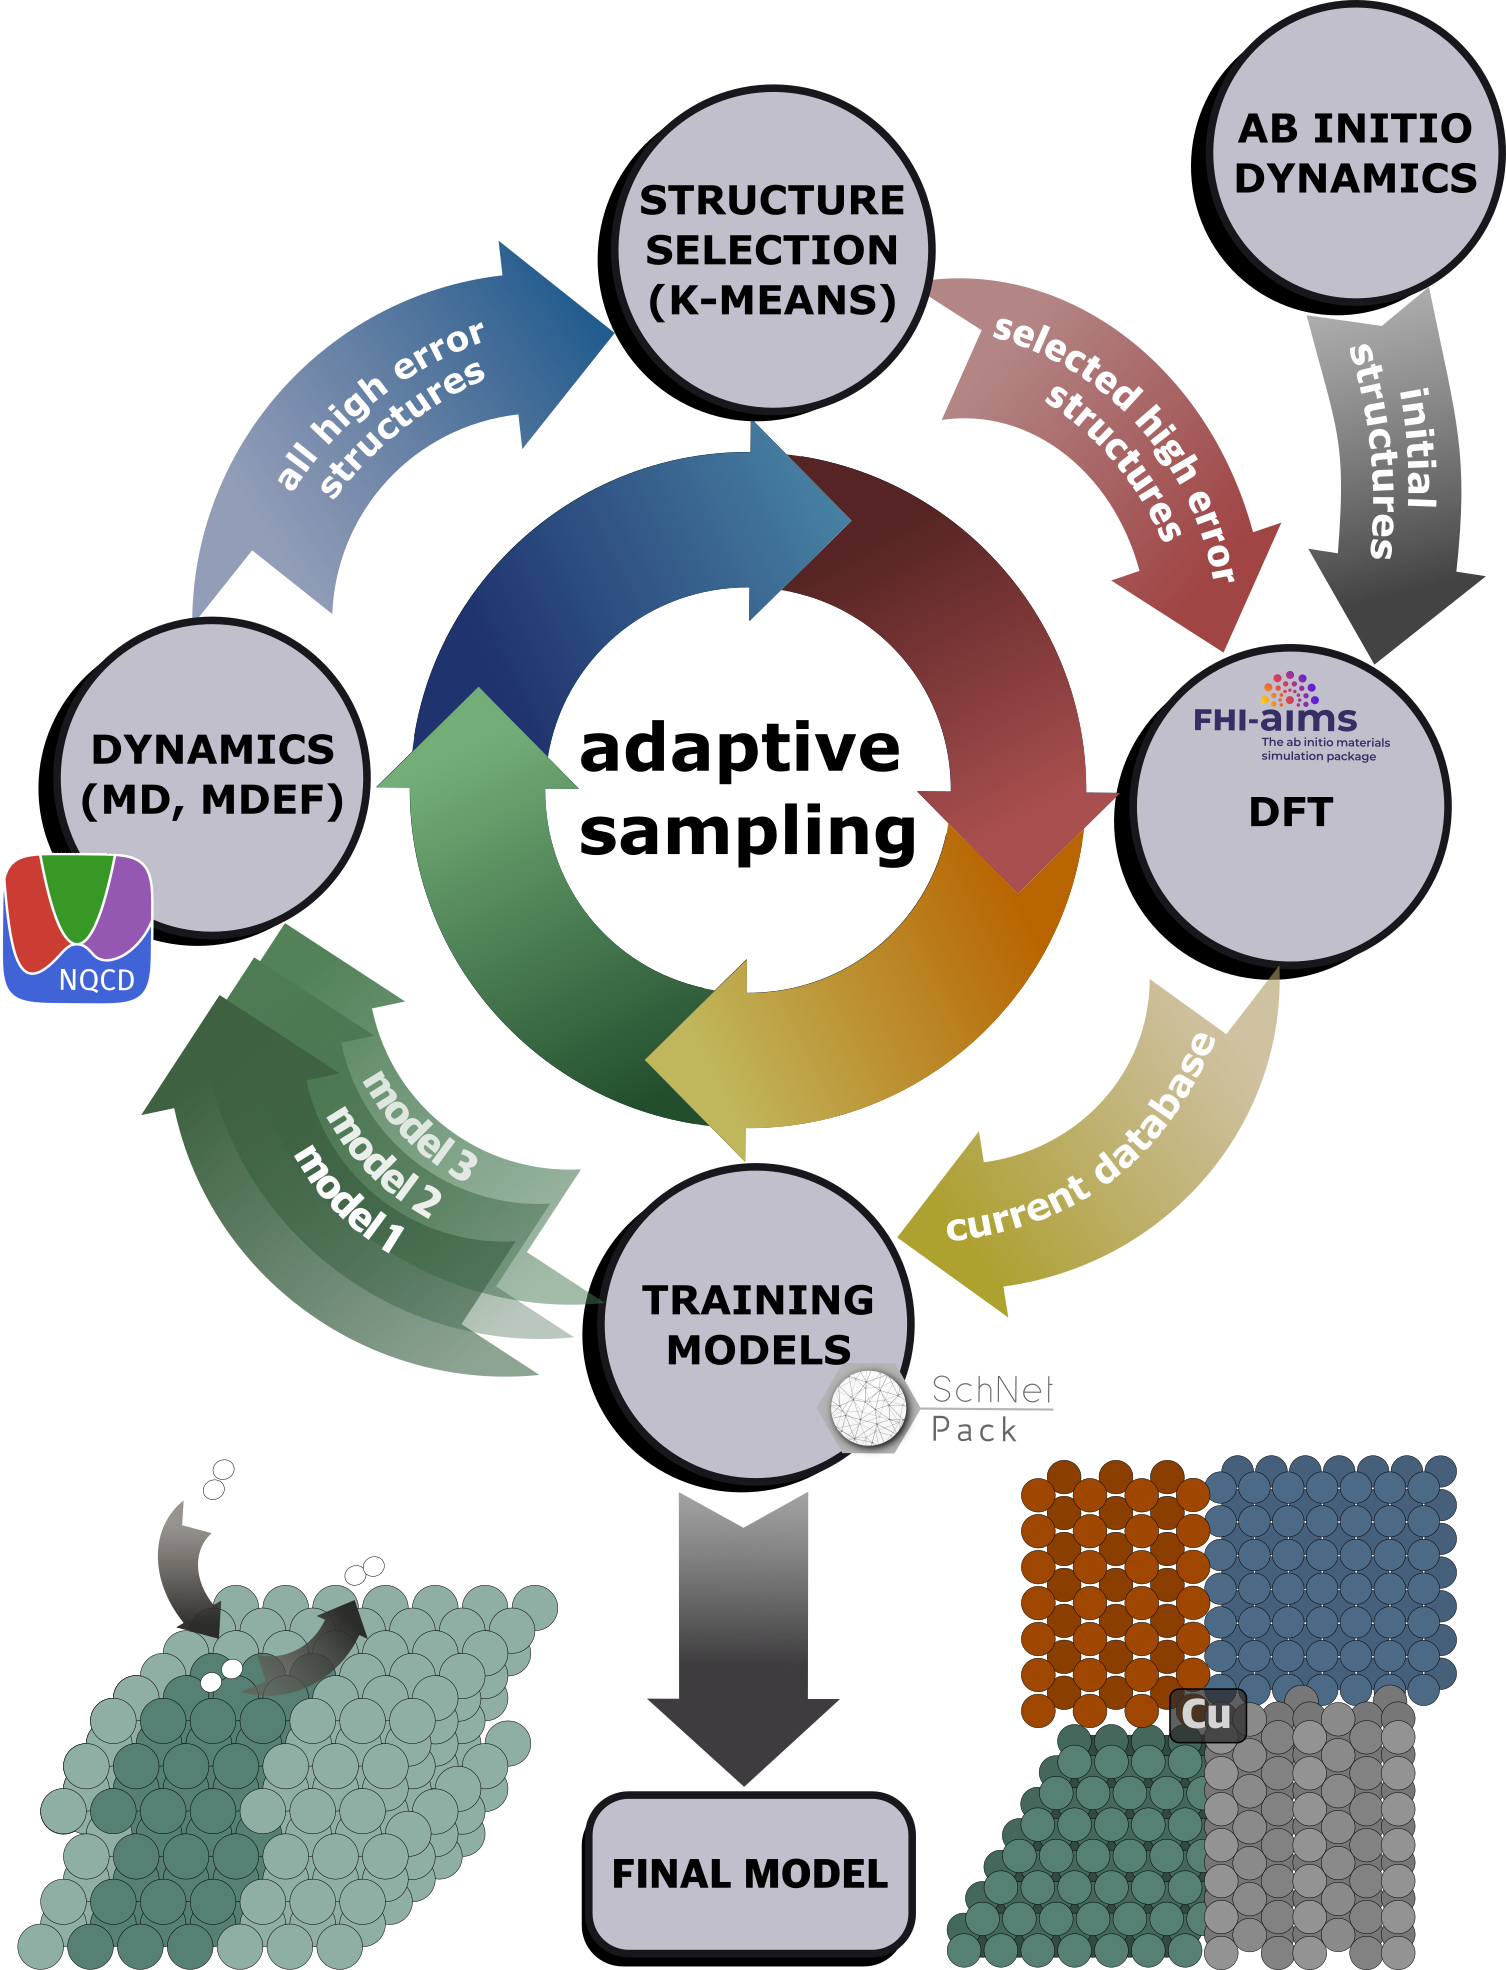 AB INITIO
DYNAMICS
STRUCTURE
SELECTION
(K-MEANS)
all high error
structures
selected high error
structures
initial
structures
FHI-aims
The ab initio materials
simulation package
DFT
DYNAMICS
(MD, MDEF)
NQCD
adaptive
sampling
model 3
model 2
model 1
current database
TRAINING
MODELS
SchNet
Pack
Cu
FINAL MODEL